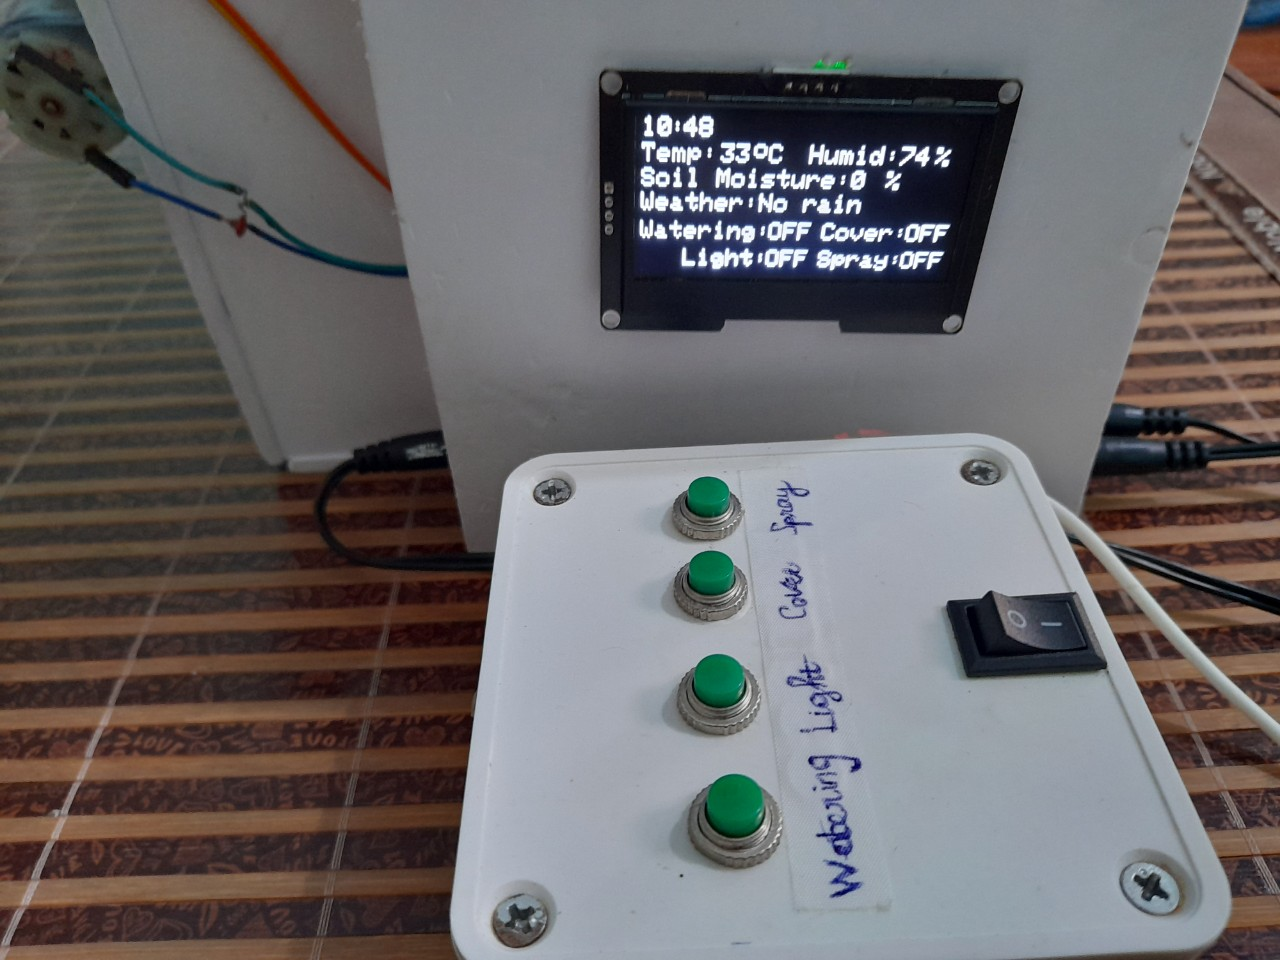 10:48
Temp:33ºC Humid:74%
Soil Moisture:0 %
Weather:No rain
Watering:OFF Cover:OFF
Light:OFF Spray:OFF
Watering Light Cover Spray
O I